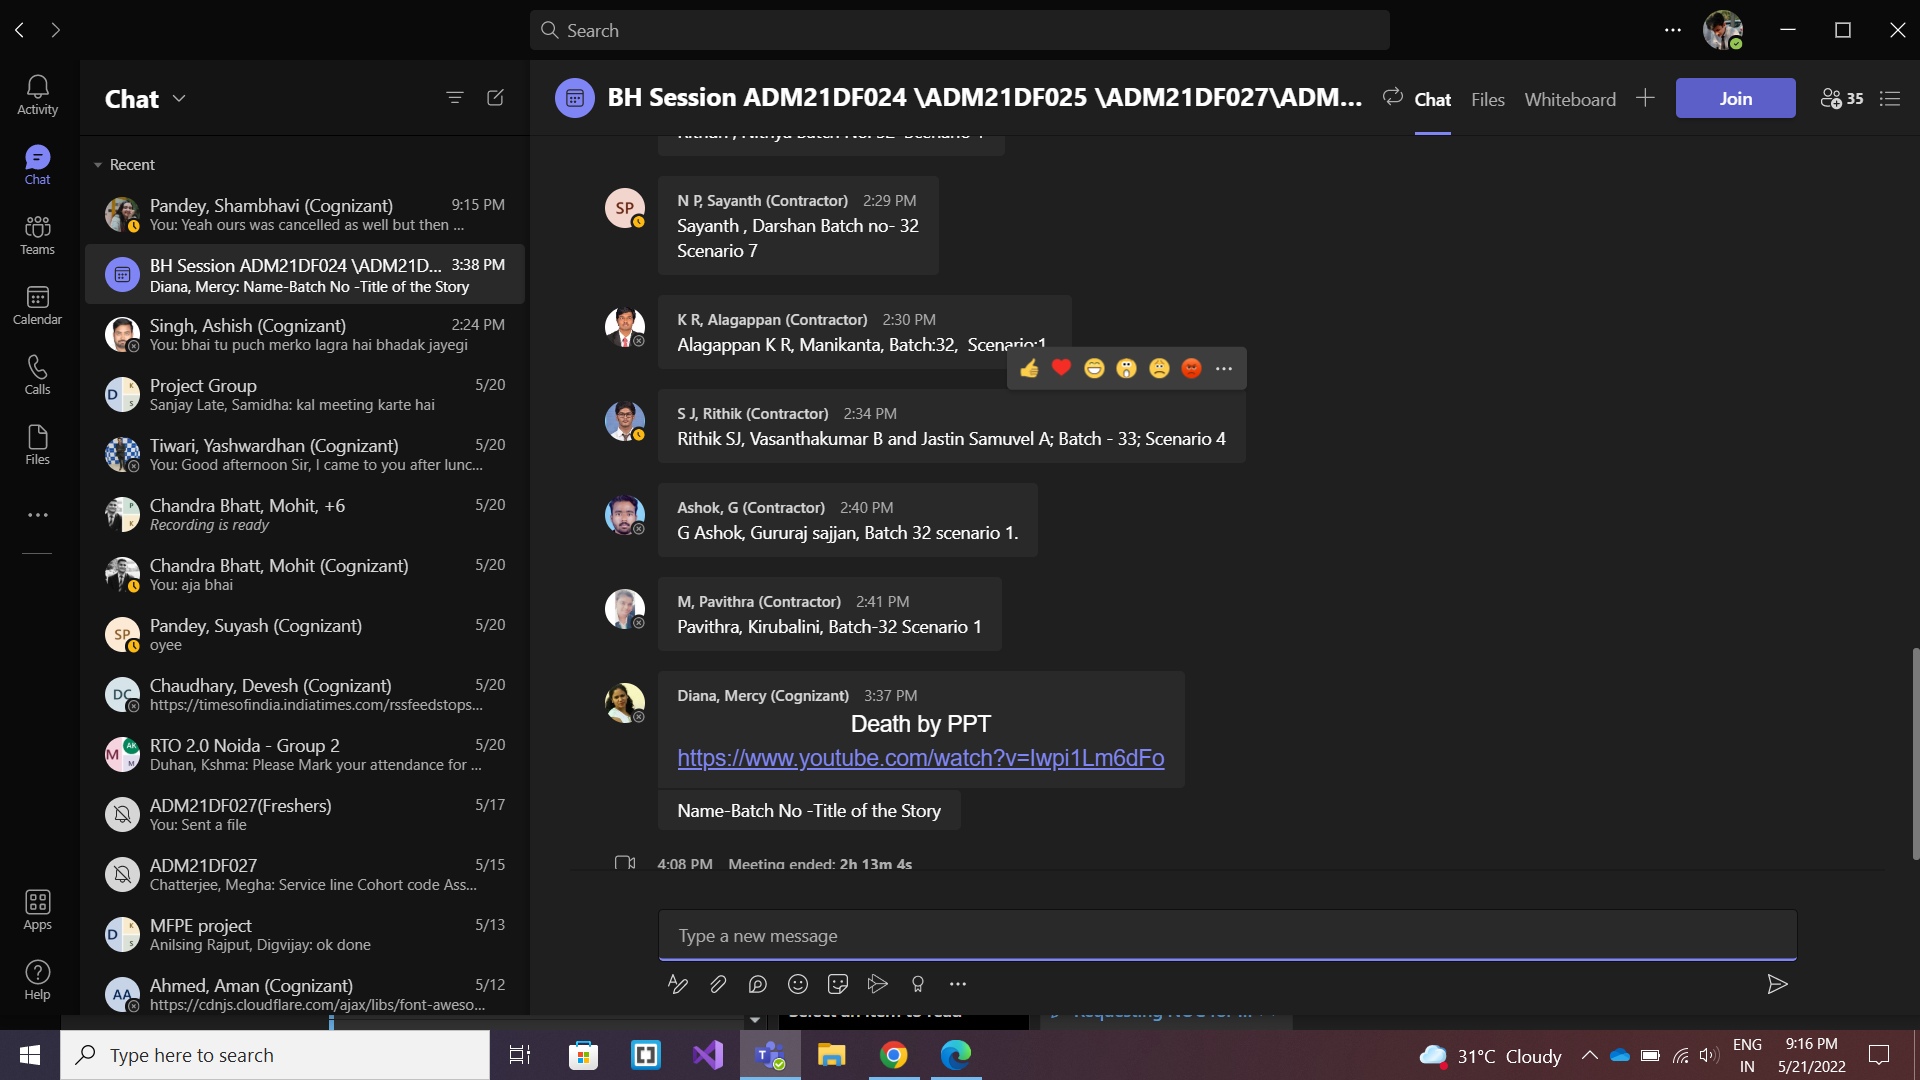 Search
Activity
Chat
Teams
Calendar
Calls
Files
Apps
Help
Chat
Recent
Pandey, Shambhavi (Cognizant) 9:15 PM
You: Yeah ours was cancelled as well but then ...
BH Session ADM21DF024 \ADM21D... 3:38 PM
Diana, Mercy: Name-Batch No -Title of the Story
Singh, Ashish (Cognizant) 2:24 PM
You: bhai tu puch merko lagra hai bhadak jayegi
Project Group 5/20
Sanjay Late, Samidha: kal meeting karte hai
Tiwari, Yashwardhan (Cognizant) 5/20
You: Good afternoon Sir, I came to you after lunc...
Chandra Bhatt, Mohit, +6 5/20
Recording is ready
Chandra Bhatt, Mohit (Cognizant) 5/20
You: aja bhai
SP Pandey, Suyash (Cognizant) 5/20
oyee
DC Chaudhary, Devesh (Cognizant) 5/20
https://timesofindia.indiatimes.com/rssfeedstops...
RTO 2.0 Noida - Group 2 5/20
Duhan, Kshma: Please Mark your attendance for ...
ADM21DF027(Freshers) 5/17
You: Sent a file
ADM21DF027 5/15
Chatterjee, Megha: Service line Cohort code Ass...
MFPE project 5/13
Anilsing Rajput, Digvijay: ok done
AA Ahmed, Aman (Cognizant) 5/12
https://cdnjs.cloudflare.com/ajax/libs/font-aweso...
BH Session ADM21DF024 \ADM21DF025 \ADM21DF027\ADM... Chat Files Whiteboard Join 35
SP N P, Sayanth (Contractor) 2:29 PM
Sayanth , Darshan Batch no- 32
Scenario 7
K R, Alagappan (Contractor) 2:30 PM
Alagappan K R, Manikanta, Batch:32, Scenario:1
S J, Rithik (Contractor) 2:34 PM
Rithik SJ, Vasanthakumar B and Jastin Samuvel A; Batch - 33; Scenario 4
Ashok, G (Contractor) 2:40 PM
G Ashok, Gururaj sajjan, Batch 32 scenario 1.
M, Pavithra (Contractor) 2:41 PM
Pavithra, Kirubalini, Batch-32 Scenario 1
Diana, Mercy (Cognizant) 3:37 PM
Death by PPT
https://www.youtube.com/watch?v=Iwpi1Lm6dFo
Name-Batch No -Title of the Story
4:08 PM Meeting ended: 2h 13m 4s
Type a new message
Type here to search
31°C Cloudy
ENG
IN
9:16 PM
5/21/2022